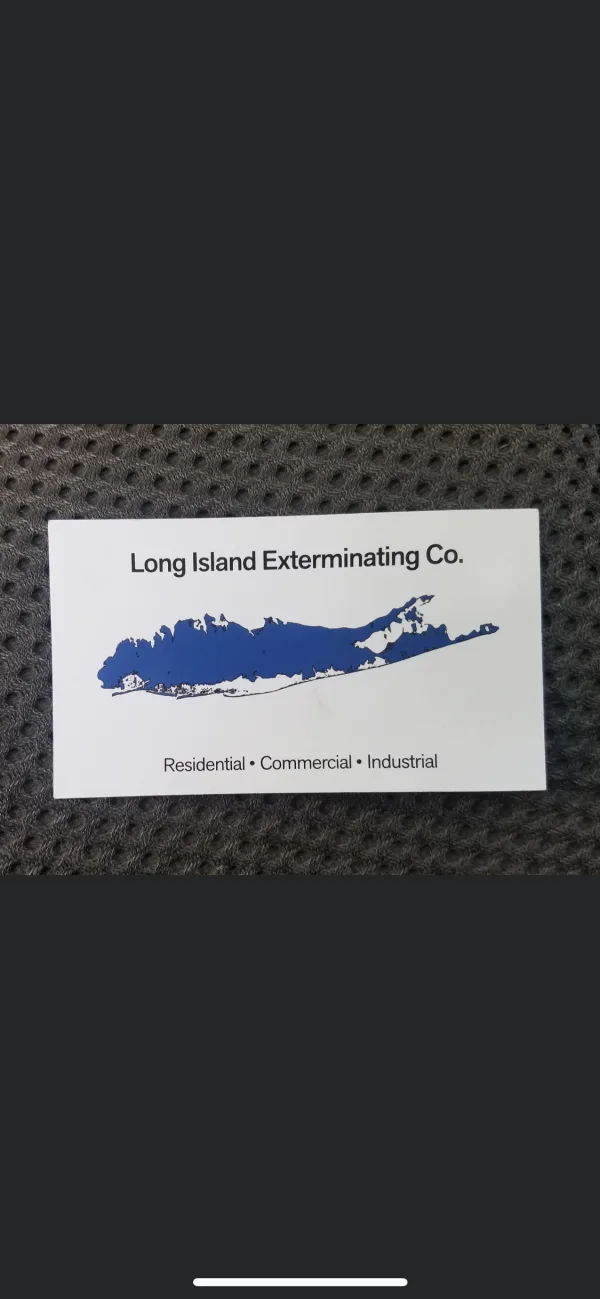 Long Island Exterminating Co.
Residential • Commercial • Industrial